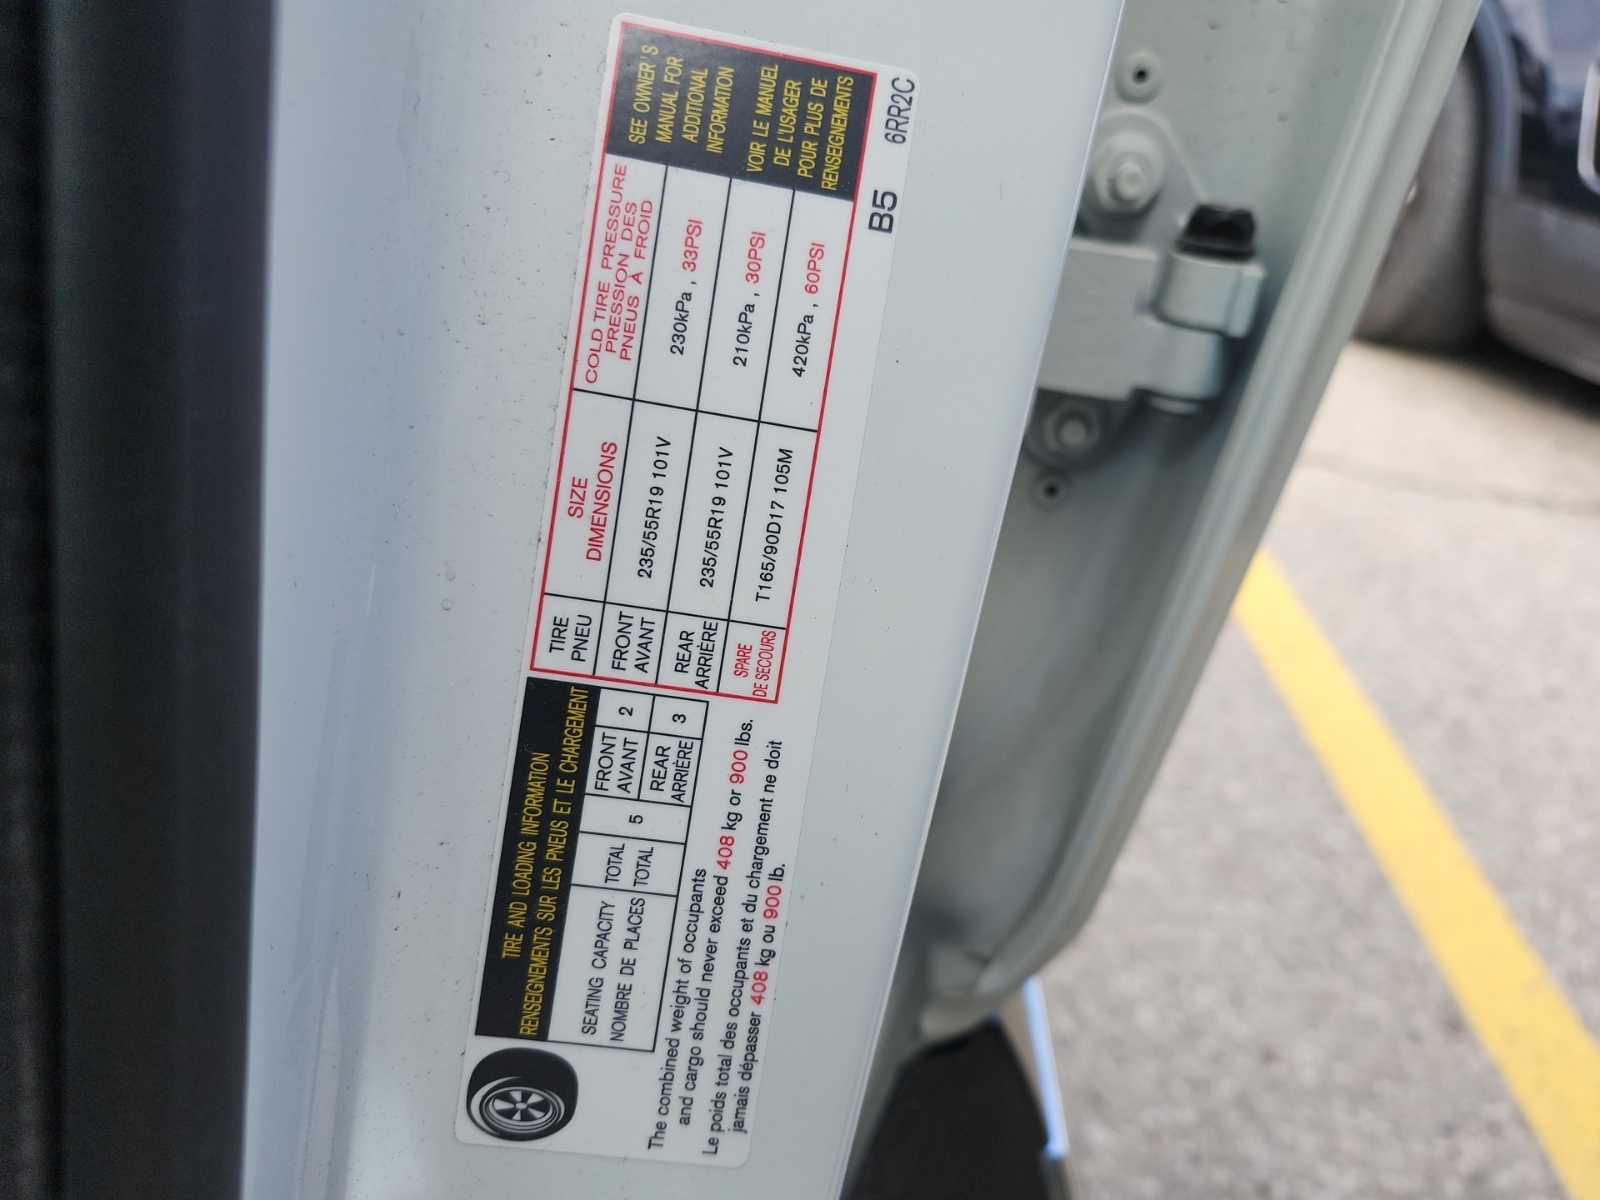 TIRE AND LOADING INFORMATION
RENSEIGNEMENTS SUR LES PNEUS ET LE CHARGEMENT
SEATING CAPACITY
NOMBRE DE PLACES
TOTAL
TOTAL
5
FRONT
AVANT
2
REAR
ARRIÈRE
3
The combined weight of occupants
and cargo should never exceed 408 kg or 900 lbs.
Le poids total des occupants et du chargement ne doit
jamais dépasser 408 kg ou 900 lb.
TIRE
PNEU
SIZE
DIMENSIONS
COLD TIRE PRESSURE
PRESSION DES
PNEUS À FROID
FRONT
AVANT
235/55R19 101V
230kPa , 33PSI
REAR
ARRIÈRE
235/55R19 101V
210kPa , 30PSI
SPARE
DE SECOURS
T165/90D17 105M
420kPa , 60PSI
SEE OWNER'S
MANUAL FOR
ADDITIONAL
INFORMATION
VOIR LE MANUEL
DE L'USAGER
POUR PLUS DE
RENSEIGNEMENTS
B5 6RR2C